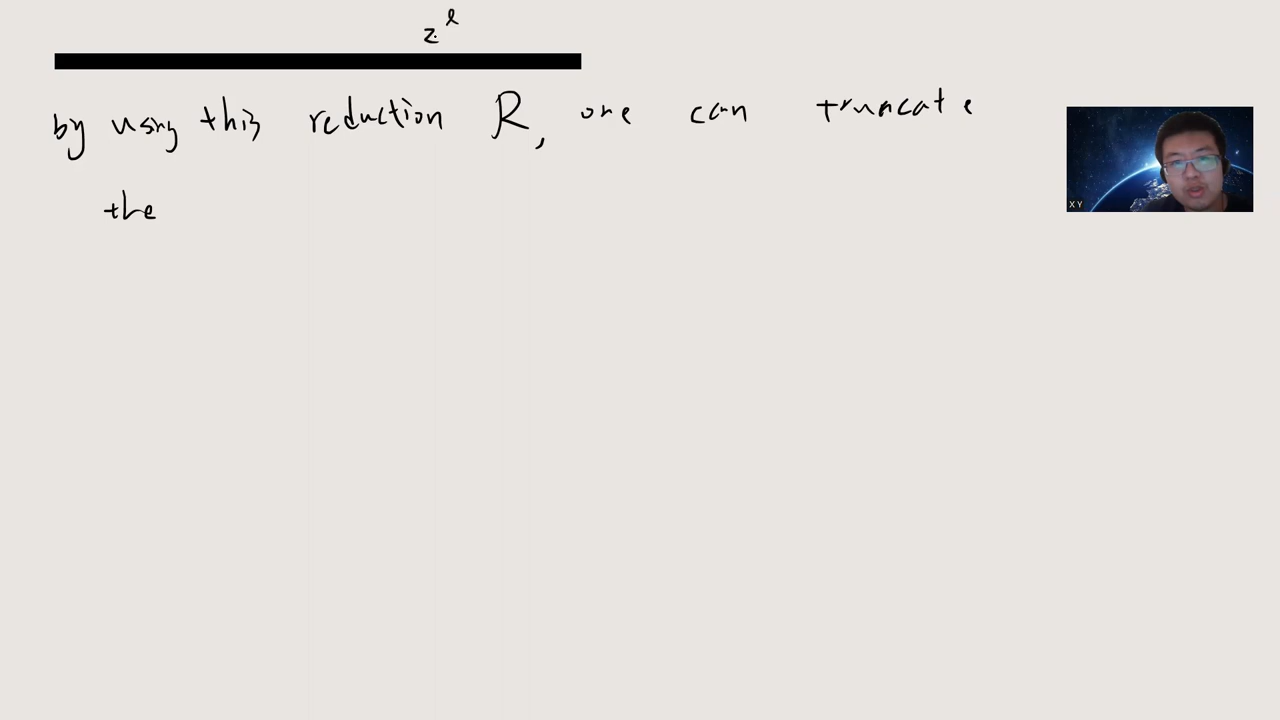 z^l
by using this reduction R, one can truncate
the
X Y